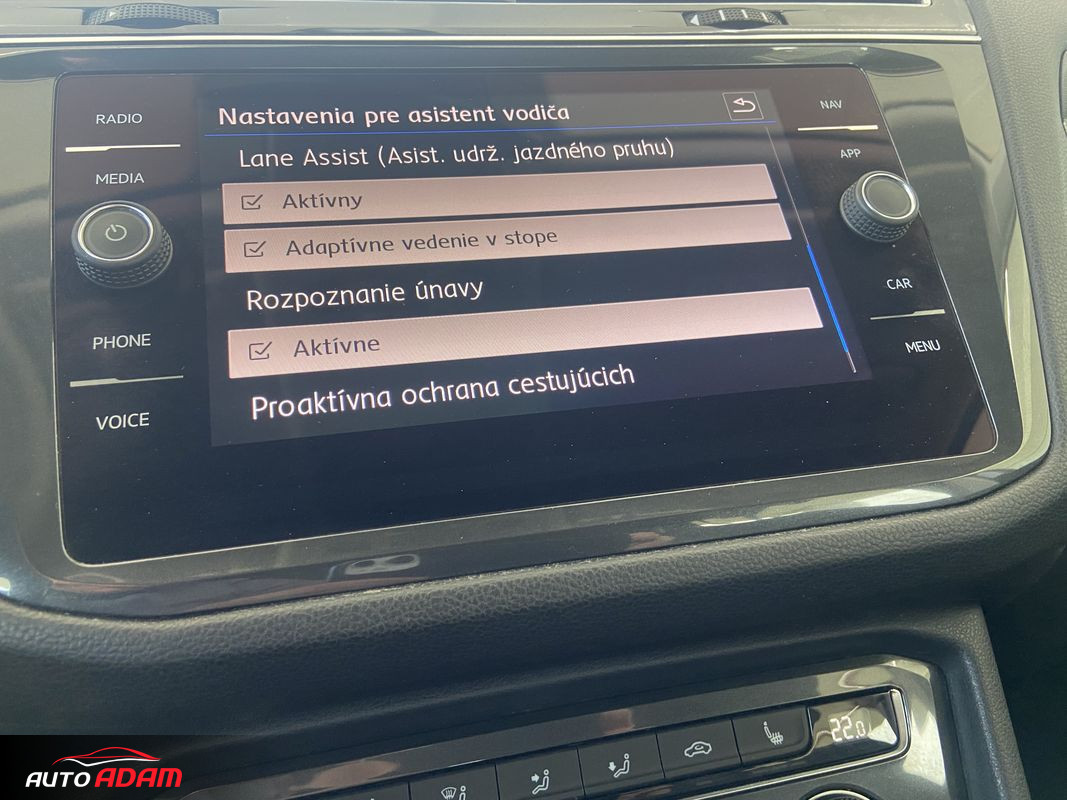 RADIO
MEDIA
PHONE
VOICE
Nastavenia pre asistent vodiča
Lane Assist (Asist. udrž. jazdného pruhu)
Aktívny
Adaptívne vedenie v stope
Rozpoznanie únavy
Aktívne
Proaktívna ochrana cestujúcich
NAV
APP
CAR
MENU
22.0
AUTO ADAM